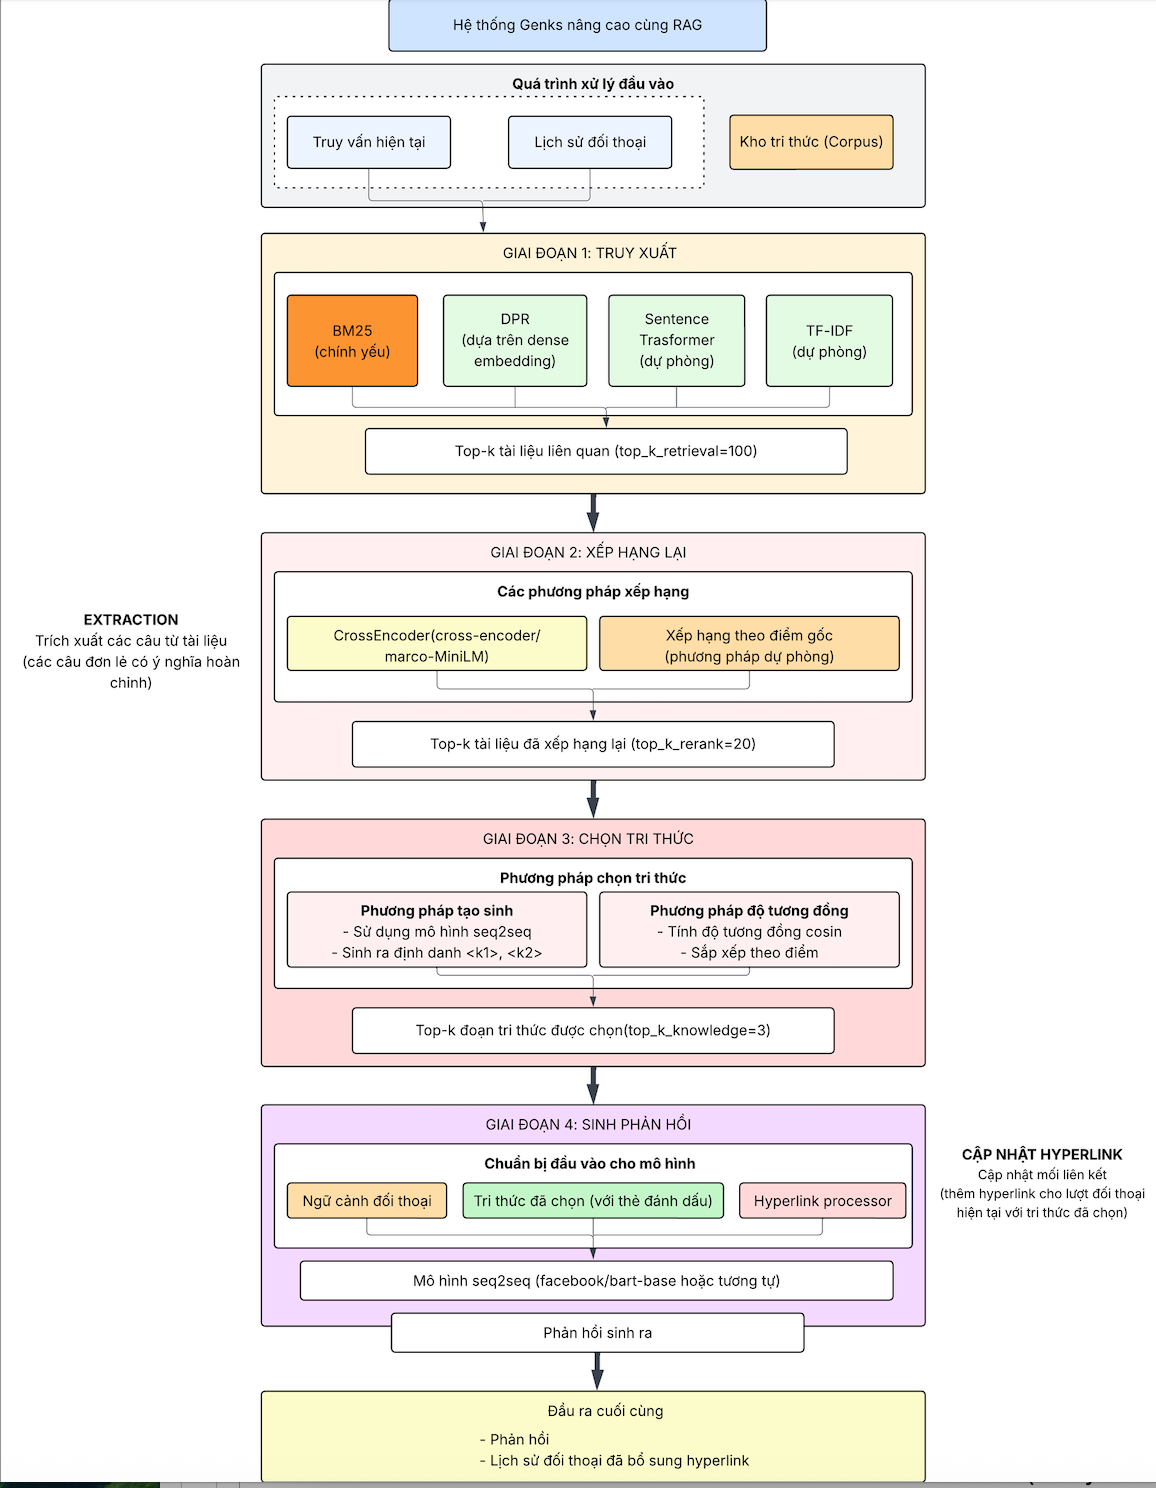 Hệ thống Genks nâng cao cùng RAG
Quá trình xử lý đầu vào
Truy vấn hiện tại
Lịch sử đối thoại
Kho tri thức (Corpus)
GIAI ĐOẠN 1: TRUY XUẤT
BM25
(chính yếu)
DPR
(dựa trên dense
embedding)
Sentence
Trasformer
(dự phòng)
TF-IDF
(dự phòng)
Top-k tài liệu liên quan (top_k_retrieval=100)
GIAI ĐOẠN 2: XẾP HẠNG LẠI
Các phương pháp xếp hạng
CrossEncoder(cross-encoder/
marco-MiniLM)
Xếp hạng theo điểm gốc
(phương pháp dự phòng)
Top-k tài liệu đã xếp hạng lại (top_k_rerank=20)
EXTRACTION
Trích xuất các câu từ tài liệu
(các câu đơn lẻ có ý nghĩa hoàn
chỉnh)
GIAI ĐOẠN 3: CHỌN TRI THỨC
Phương pháp chọn tri thức
Phương pháp tạo sinh
- Sử dụng mô hình seq2seq
- Sinh ra định danh <k1>, <k2>
Phương pháp độ tương đồng
- Tính độ tương đồng cosin
- Sắp xếp theo điểm
Top-k đoạn tri thức được chọn(top_k_knowledge=3)
GIAI ĐOẠN 4: SINH PHẢN HỒI
Chuẩn bị đầu vào cho mô hình
Ngữ cảnh đối thoại
Tri thức đã chọn (với thẻ đánh dấu)
Hyperlink processor
Mô hình seq2seq (facebook/bart-base hoặc tương tự)
Phản hồi sinh ra
CẬP NHẬT HYPERLINK
Cập nhật mối liên kết
(thêm hyperlink cho lượt đối thoại
hiện tại với tri thức đã chọn)
Đầu ra cuối cùng
- Phản hồi
- Lịch sử đối thoại đã bổ sung hyperlink